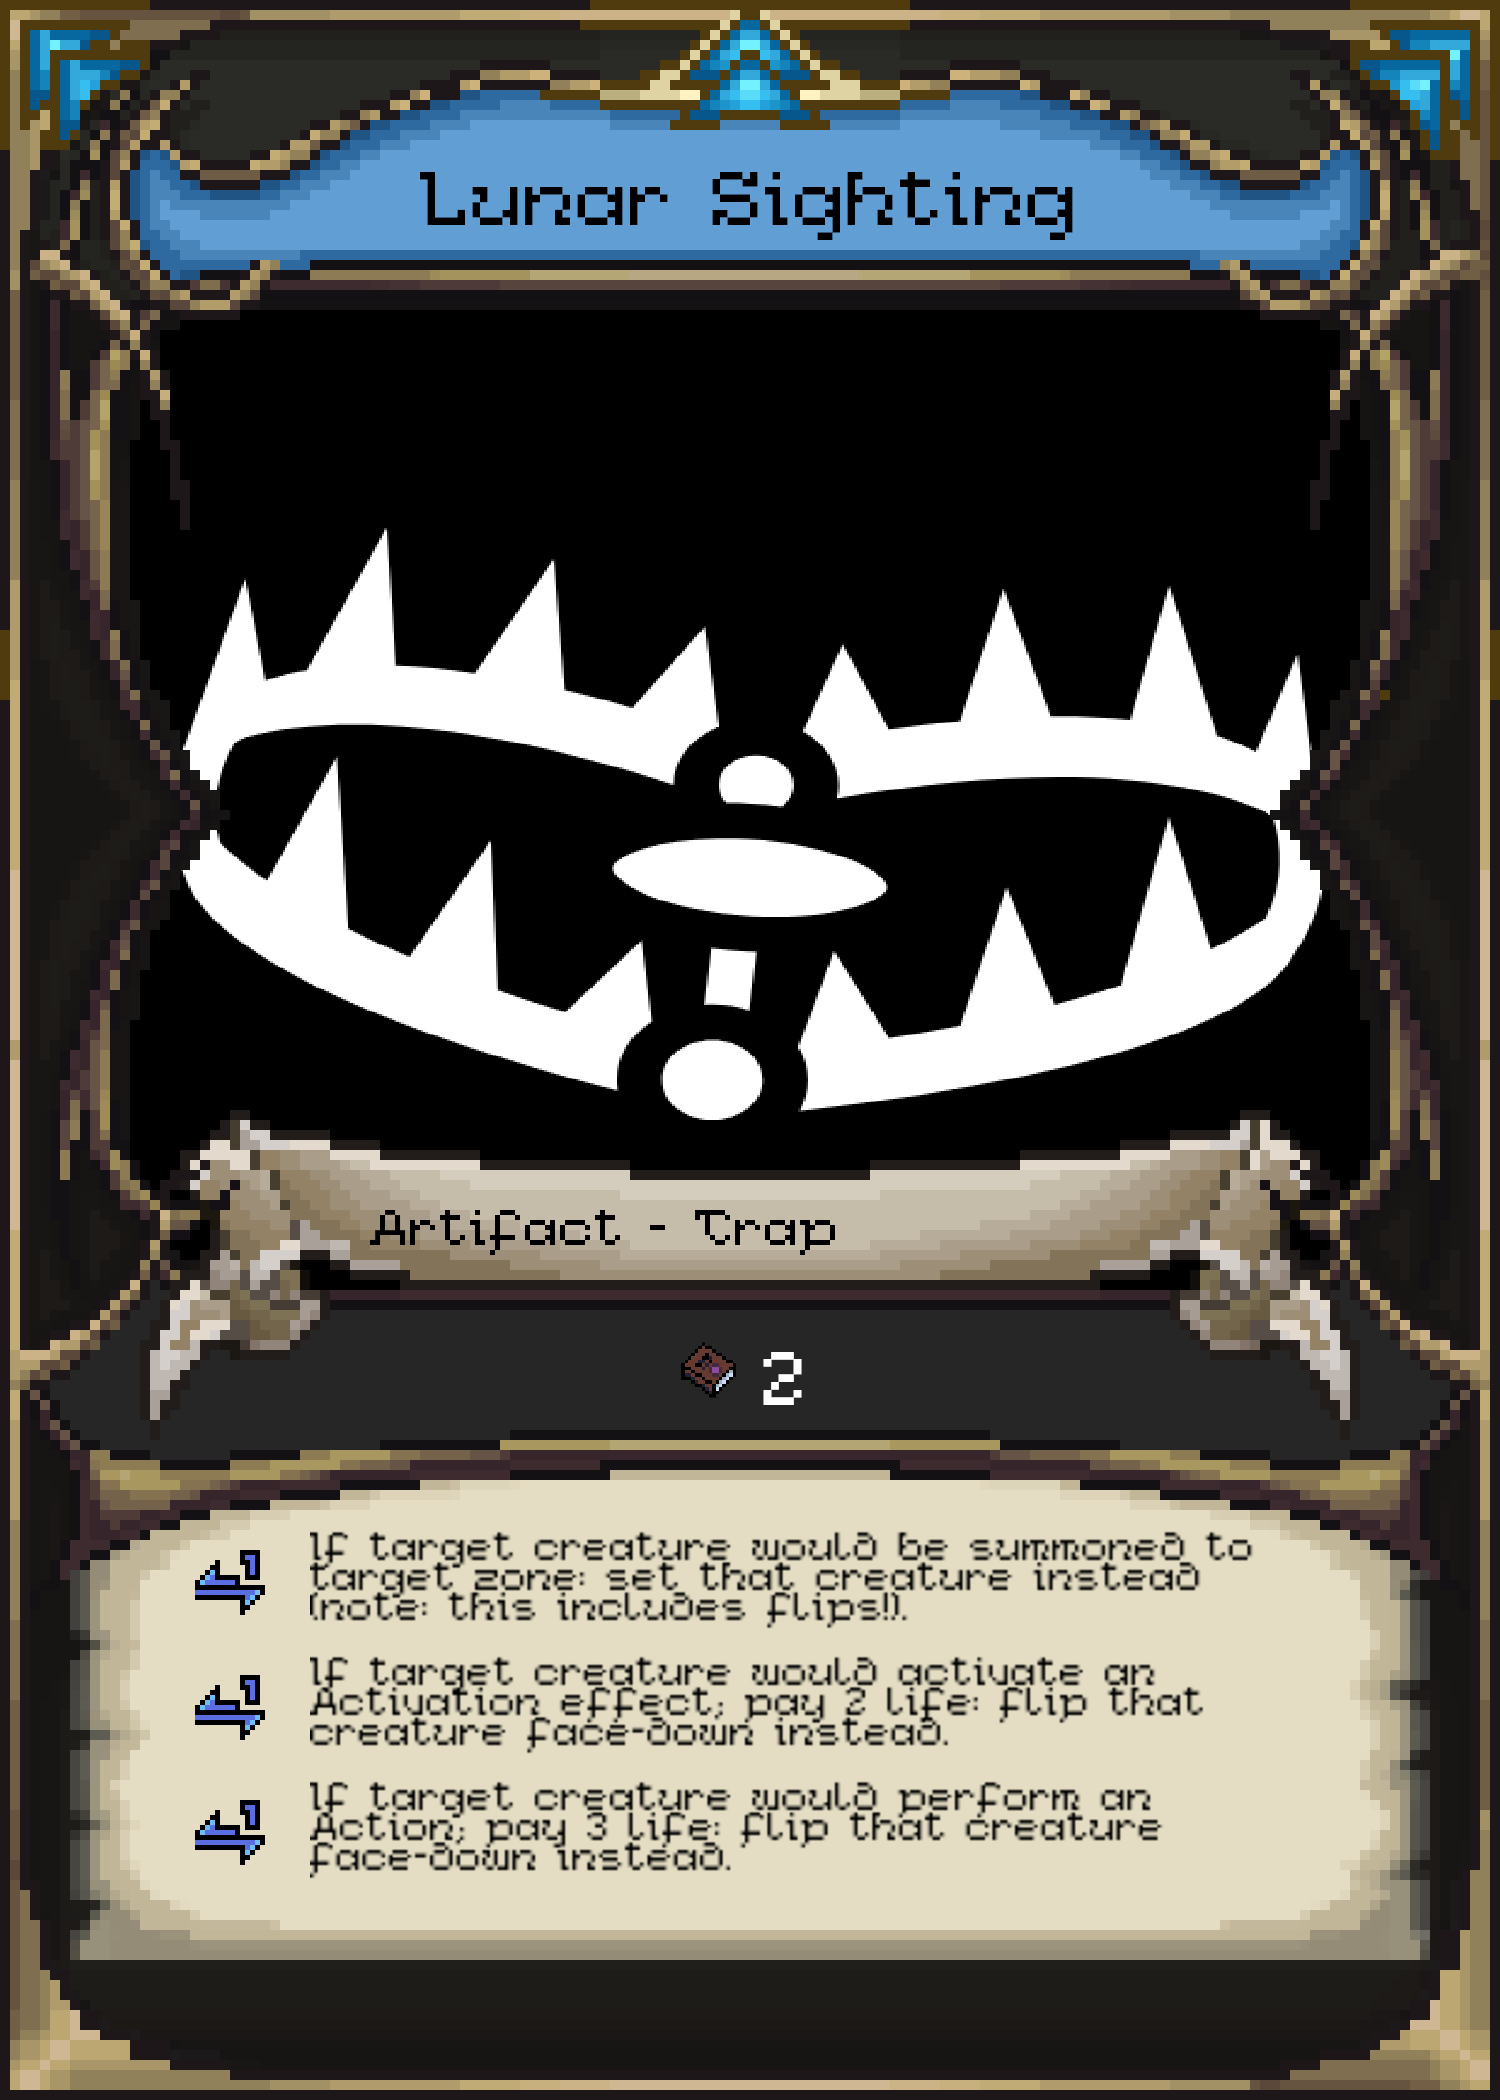 Lunar Sighting
Artifact - Trap
2
If target creature would be summoned to
target zone: set that creature instead
(note: this includes flips!).
If target creature would activate an
Activation effect; pay 2 life: flip that
creature face-down instead.
If target creature would perform an
Action; pay 3 life: flip that creature
face-down instead.